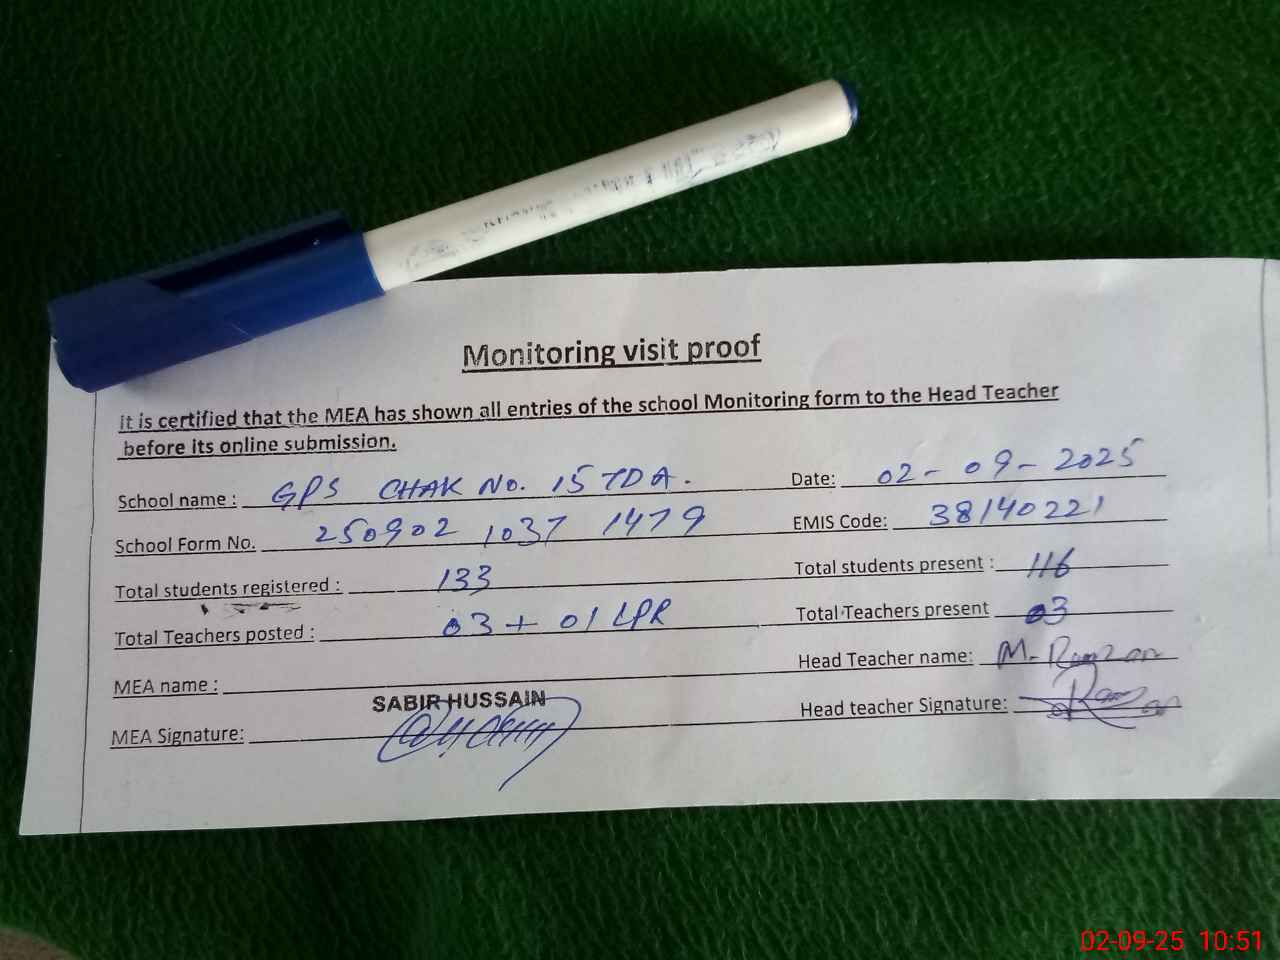 Monitoring visit proof
it is certified that the MEA has shown all entries of the school Monitoring form to the Head Teacher
before its online submission.
School name : GPS CHAK No. 15 TDA. Date: 02-09-2025
School Form No. 250902 1037 1479 EMIS Code: 38140221
Total students registered : 133 Total students present : 116
Total Teachers posted : 03 + 01 LPR Total Teachers present 03
MEA name : SABIR HUSSAIN Head Teacher name: M. Ramzan
MEA Signature: Head teacher Signature: Ramzan
02-09-25 10:51